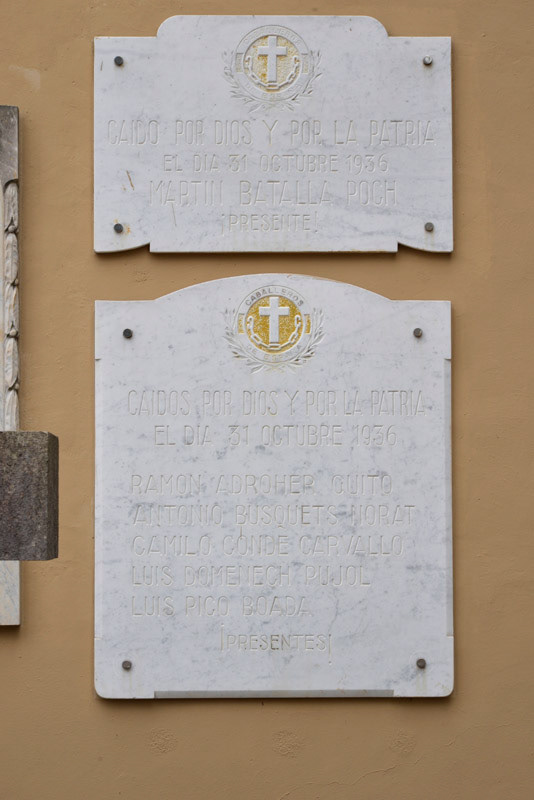 CAIDO POR DIOS Y POR LA PATRIA
EL DIA 31 OCTUBRE 1936
MARTIN BATALLA POCH
¡PRESENTE!
CABALLEROS
CAIDOS POR DIOS Y POR LA PATRIA
EL DIA 31 OCTUBRE 1936
RAMON ADROHER GUITO
ANTONIO BUSQUETS NORAT
CAMILO CONDE CARVALLO
LUIS DOMENECH PUJOL
LUIS PIGO BOADA
¡PRESENTES!